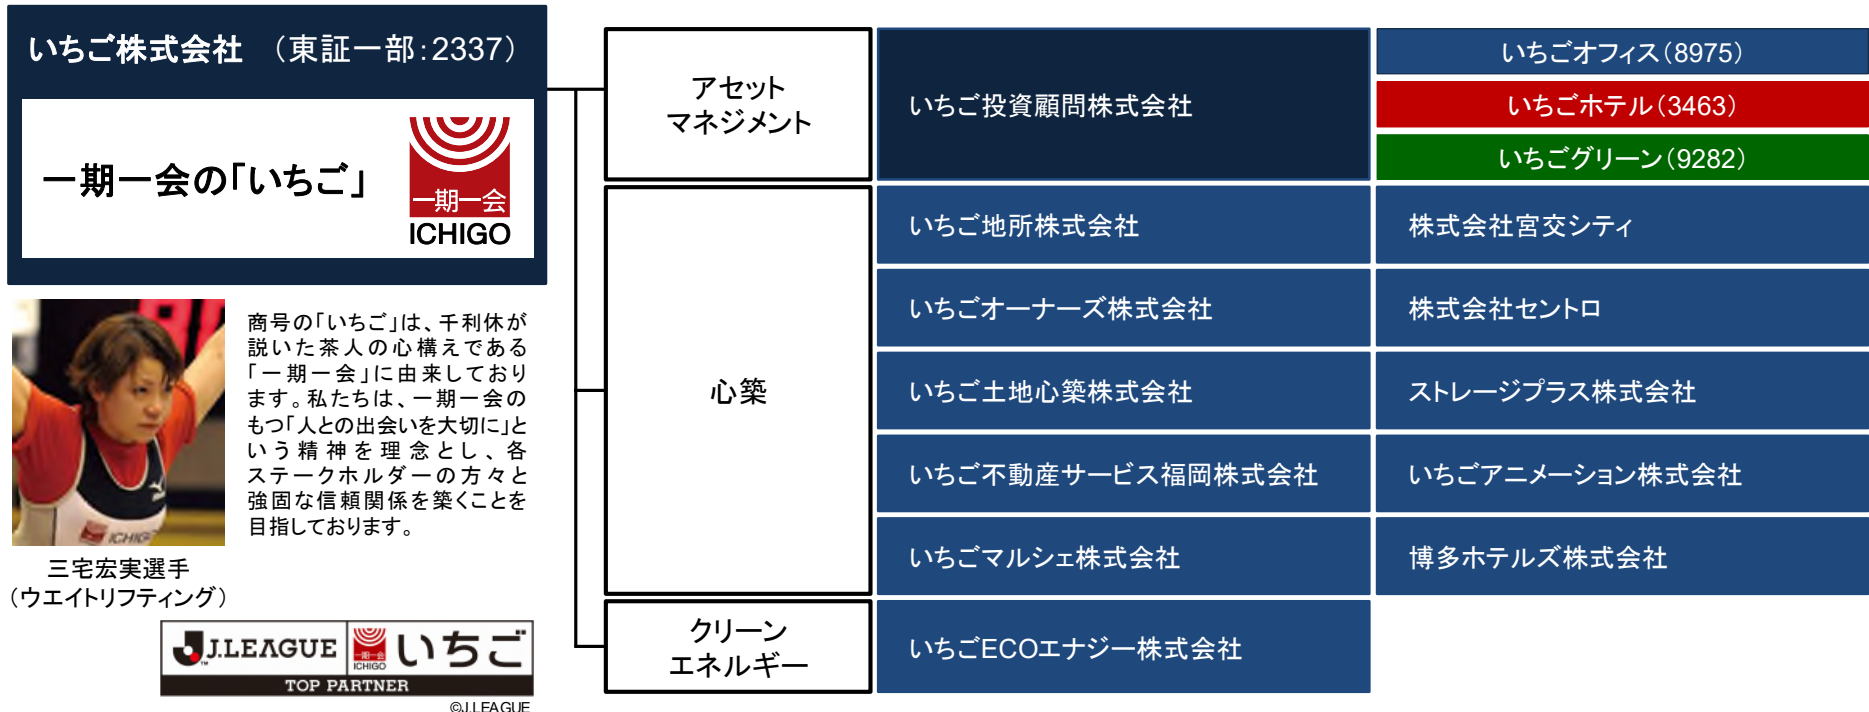 いちご株式会社 （東証一部：2337）
一期一会の「いちご」
一期一会
ICHIGO
商号の「いちご」は、千利休が
説いた茶人の心構えである
「一期一会」に由来しており
ます。私たちは、一期一会の
もつ「人との出会いを大切に」と
いう精神を理念とし、各
ステークホルダーの方々と
強固な信頼関係を築くことを
目指しております。
ICHIGO
三宅宏実選手
（ウエイトリフティング）
J.LEAGUE
TM
一期一会
ICHIGO
いちご
TOP PARTNER
©J.LEAGUE
アセット
マネジメント
いちご投資顧問株式会社
いちごオフィス（8975）
いちごホテル（3463）
いちごグリーン（9282）
心築
いちご地所株式会社
株式会社宮交シティ
いちごオーナーズ株式会社
株式会社セントロ
いちご土地心築株式会社
ストレージプラス株式会社
いちご不動産サービス福岡株式会社
いちごアニメーション株式会社
いちごマルシェ株式会社
博多ホテルズ株式会社
クリーン
エネルギー
いちごECOエナジー株式会社